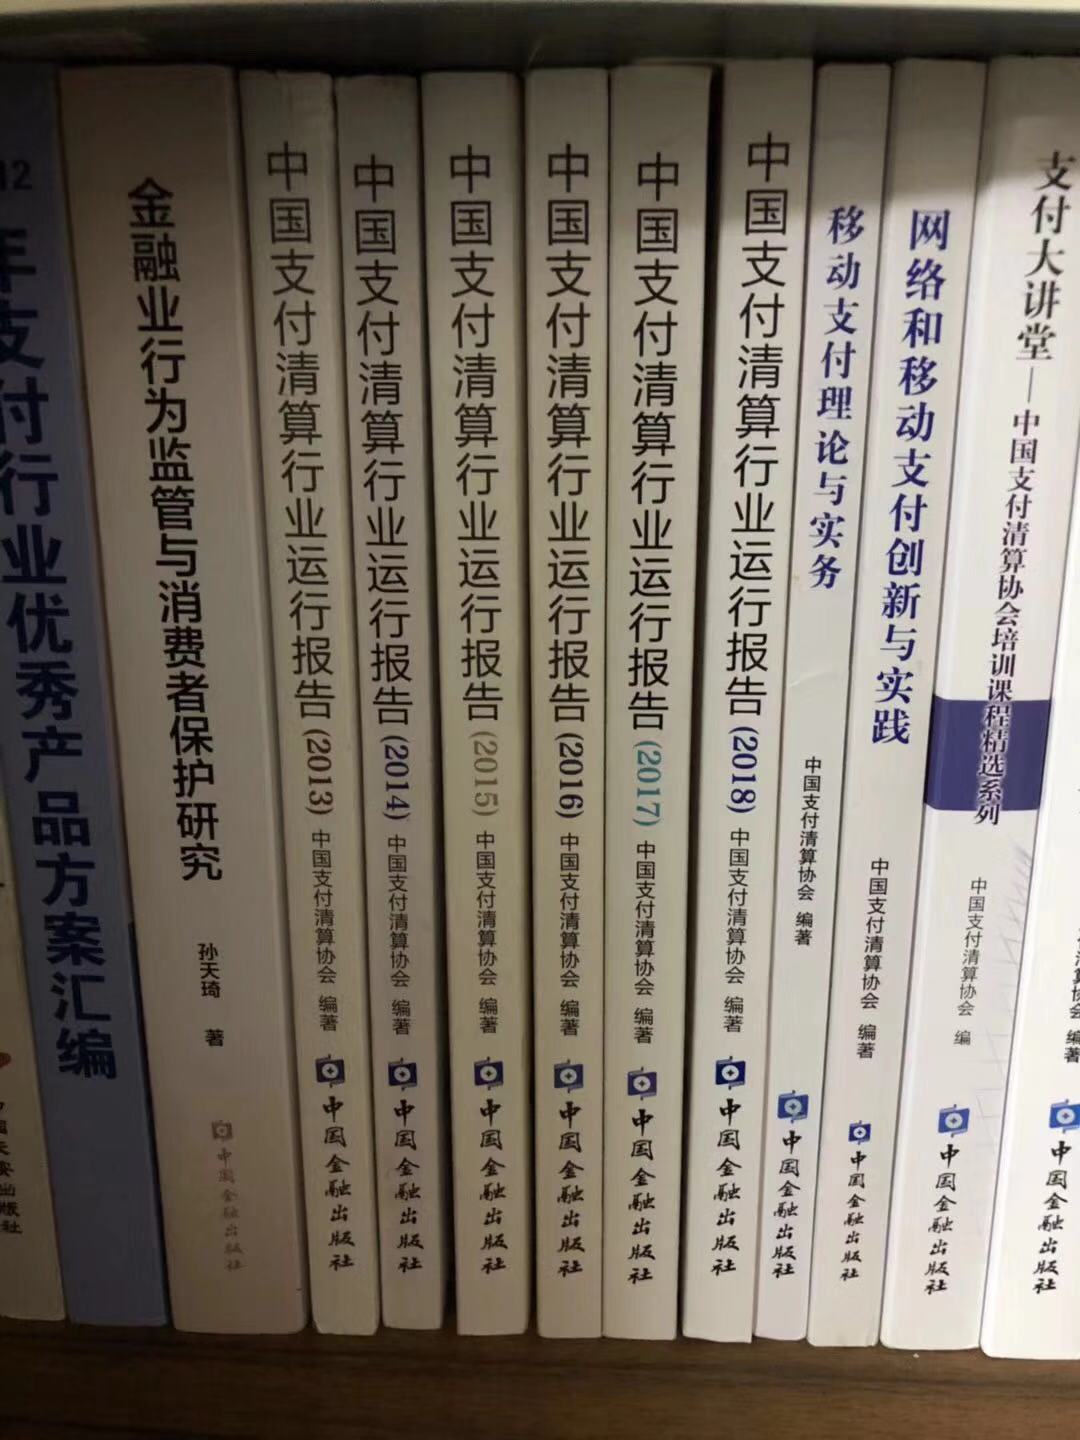 12
年支付行业优秀产品方案汇编
金融业行为监管与消费者保护研究
孙天琦 著
中国金融出版社
中国支付清算行业运行报告(2013)
中国支付清算协会 编著
中国金融出版社
中国支付清算行业运行报告(2014)
中国支付清算协会 编著
中国金融出版社
中国支付清算行业运行报告(2015)
中国支付清算协会 编著
中国金融出版社
中国支付清算行业运行报告(2016)
中国支付清算协会 编著
中国金融出版社
中国支付清算行业运行报告(2017)
中国支付清算协会 编著
中国金融出版社
中国支付清算行业运行报告(2018)
中国支付清算协会 编著
中国金融出版社
移动支付理论与实务
中国支付清算协会 编著
中国金融出版社
网络和移动支付创新与实践
中国支付清算协会 编著
中国金融出版社
支付大讲堂——中国支付清算协会培训课程精选系列
中国支付清算协会 编
中国金融出版社
清算协会 编著
中国金融出版社